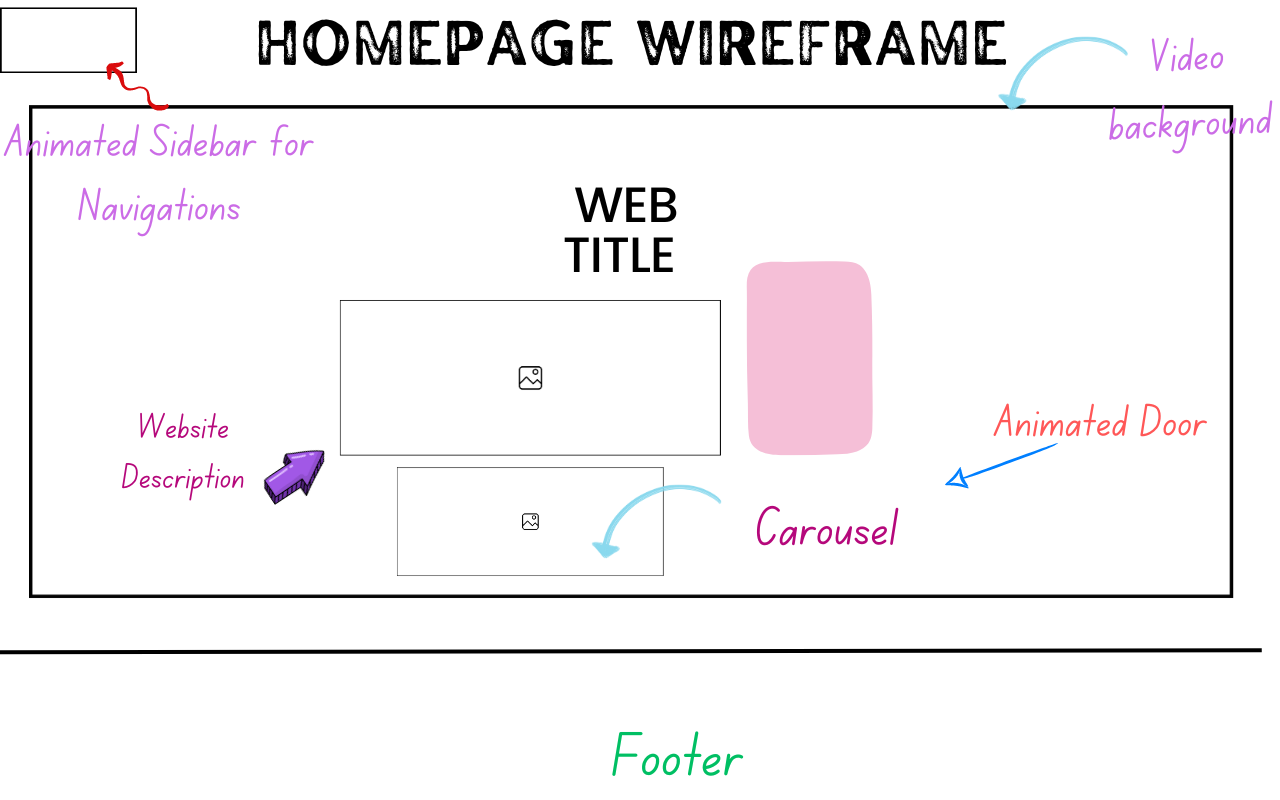 HOMEPAGE WIREFRAME
Video
background
Animated Sidebar for
Navigations
WEB
TITLE
Website
Description
Animated Door
Carousel
Footer